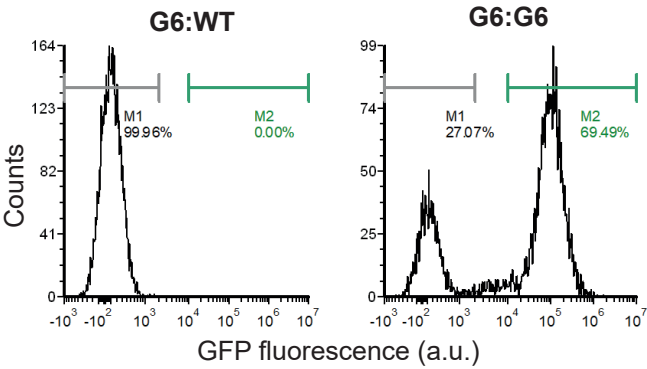 G6:WT
G6:G6
164
123
82
41
0
M1
99.96%
M2
0.00%
-10³ -10² 10³ 10⁴ 10⁵ 10⁶ 10⁷
99
74
50
25
0
M1
27.07%
M2
69.49%
-10³ -10² 10³ 10⁴ 10⁵ 10⁶ 10⁷
Counts
GFP fluorescence (a.u.)